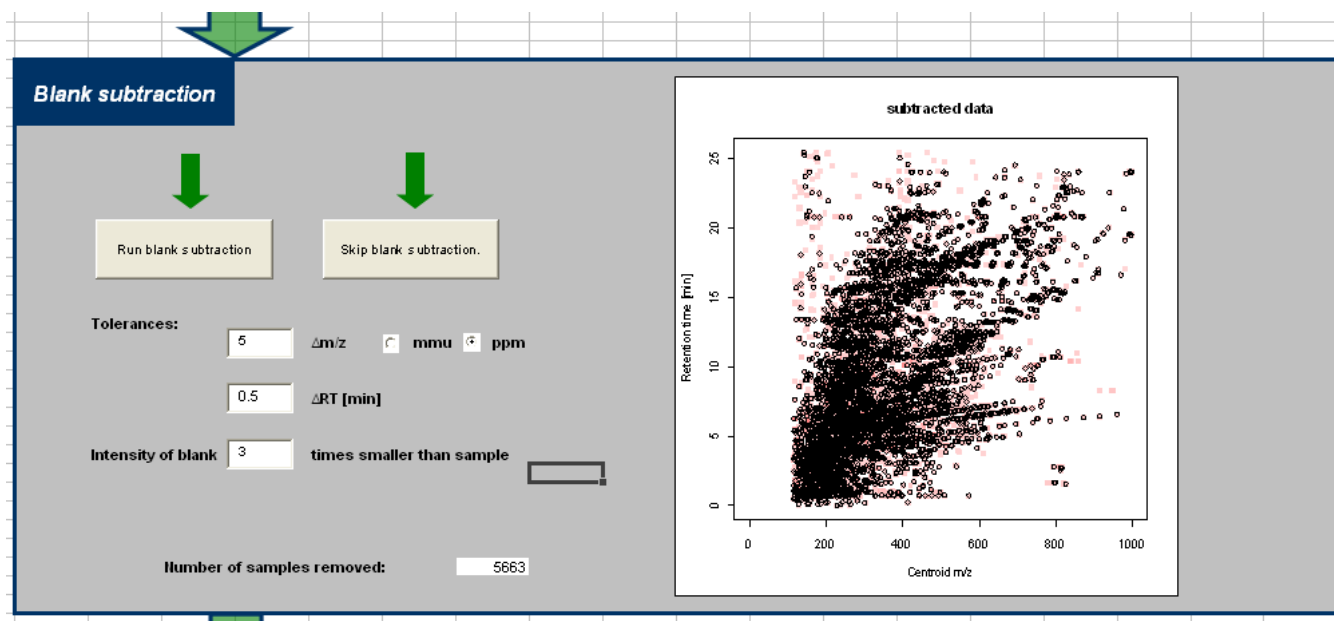 Blank subtraction
Run blank subtraction
Skip blank subtraction.
Tolerances:
5 Δm/z mmu ppm
0.5 ΔRT [min]
Intensity of blank 3 times smaller than sample
Number of samples removed: 5663
subtracted data
Retention time [min]
25
20
15
10
5
0
0 200 400 600 800 1000
Centroid m/z